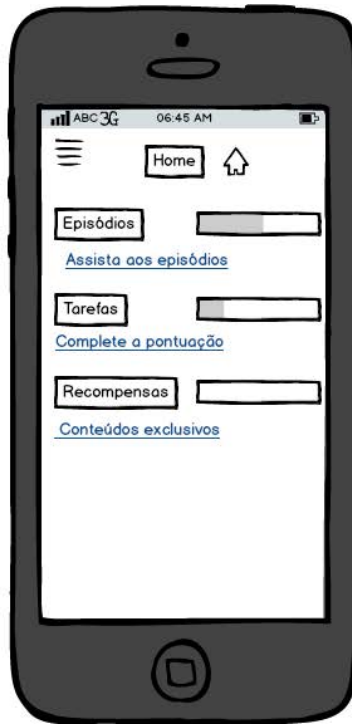 ABC 3G 06:45 AM
Home
Episódios
Assista aos episódios
Tarefas
Complete a pontuação
Recompensas
Conteúdos exclusivos